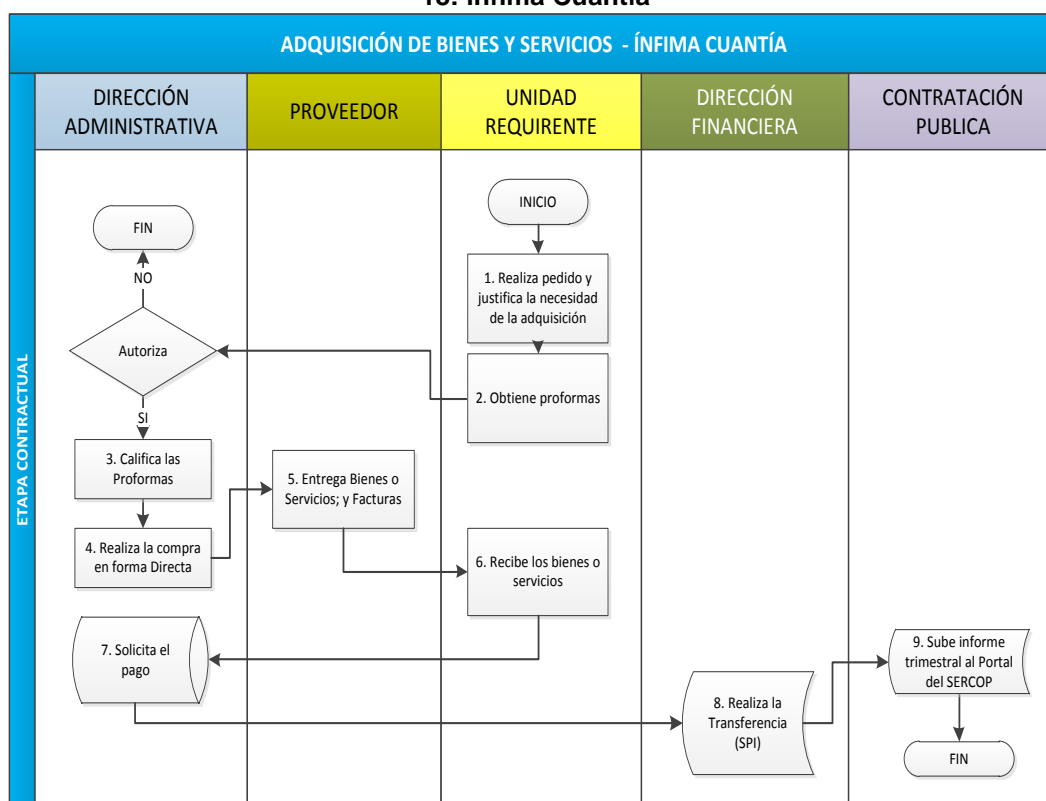 13. Ínfima Cuantía
ADQUISICIÓN DE BIENES Y SERVICIOS - ÍNFIMA CUANTÍA
DIRECCIÓN
ADMINISTRATIVA
PROVEEDOR
UNIDAD
REQUIRENTE
DIRECCIÓN
FINANCIERA
CONTRATACIÓN
PUBLICA
ETAPA CONTRACTUAL
INICIO
1. Realiza pedido y
justifica la necesidad
de la adquisición
2. Obtiene proformas
FIN
NO
Autoriza
SI
3. Califica las
Proformas
4. Realiza la compra
en forma Directa
5. Entrega Bienes o
Servicios; y Facturas
6. Recibe los bienes o
servicios
7. Solicita el
pago
8. Realiza la
Transferencia
(SPI)
9. Sube informe
trimestral al Portal
del SERCOP
FIN